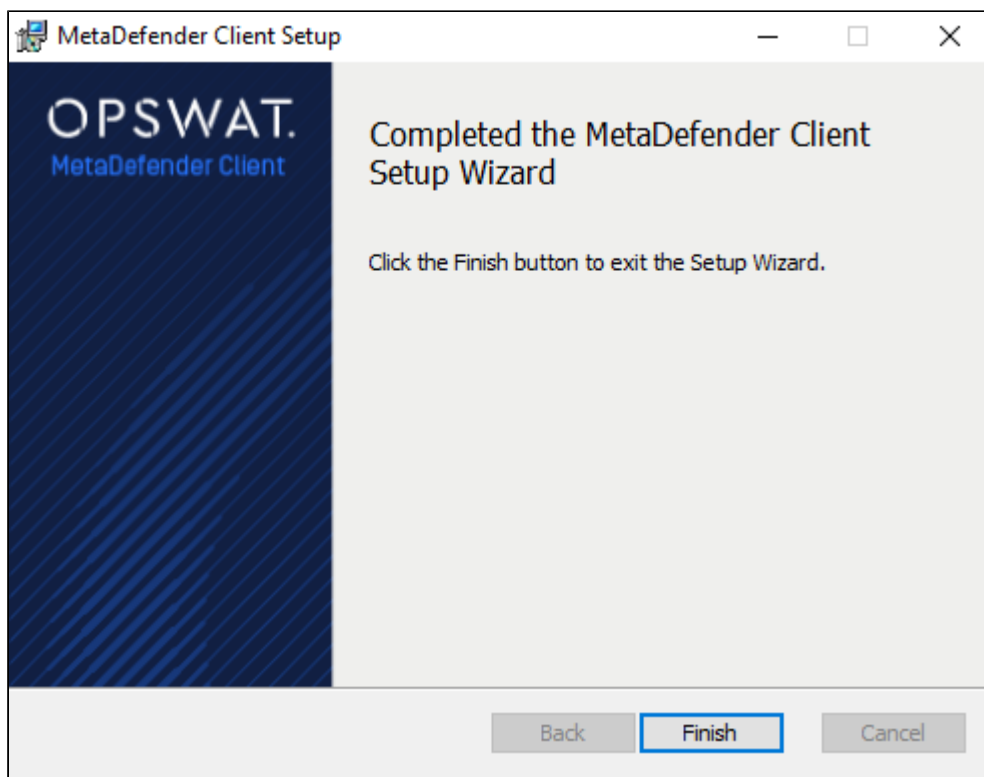 MetaDefender Client Setup
OPSWAT.
MetaDefender Client
Completed the MetaDefender Client
Setup Wizard
Click the Finish button to exit the Setup Wizard.
Back
Finish
Cancel